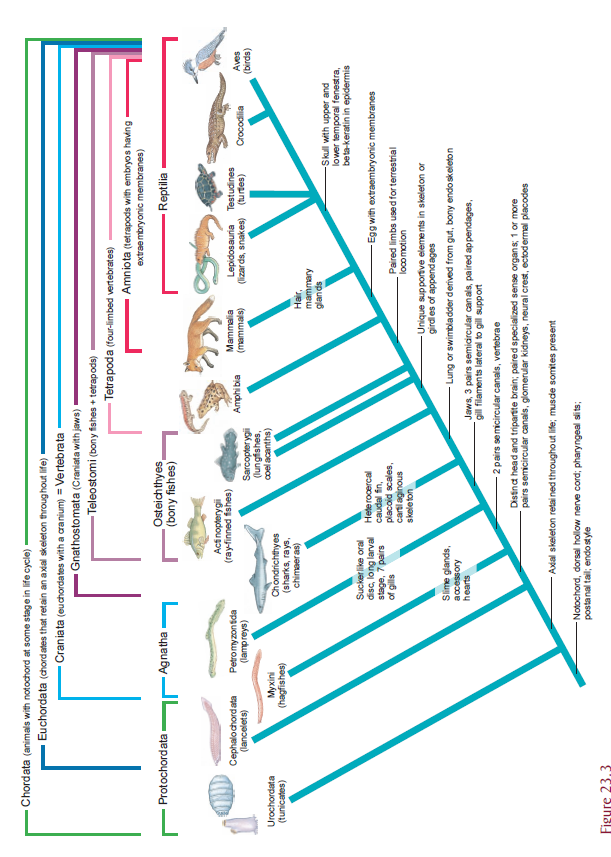 Chordata (animals with notochord at some stage in life cycle)
Euchordata (chordates that retain an axial skeleton throughout life)
Craniata (euchordates with a cranium) = Vertebrata
Gnathostomata (Craniata with jaws)
Teleostomi (bony fishes + tetrapods)
Tetrapoda (four-limbed vertebrates)
Amniota (tetrapods with embryos having
extraembryonic membranes)
Protochordata
Agnatha
Osteichthyes
(bony fishes)
Reptilia
Urochordata
(tunicates)
Cephalochordata
(lancelets)
Myxini
(hagfishes)
Petromyzontida
(lampreys)
Chondrichthyes
(sharks, rays,
chimaeras)
Actinopterygii
(ray-finned fishes)
Sarcopterygii
(lungfishes,
coelacanths)
Amphibia
Mammalia
(mammals)
Lepidosauria
(lizards, snakes)
Testudines
(turtles)
Crocodilia
Aves
(birds)
Slime glands,
accessory
hearts
Suckerlike oral
disc, long larval
stage, 7 pairs
of gills
Heterocercal
caudal fin,
placoid scales,
cartilaginous
skeleton
Hair,
mammary
glands
Skull with upper and
lower temporal fenestra,
beta-keratin in epidermis
Egg with extraembryonic membranes
Paired limbs used for terrestrial
locomotion
Unique supportive elements in skeleton or
girdles of appendages
Lung or swimbladder derived from gut, bony endoskeleton
Jaws, 3 pairs semicircular canals, paired appendages,
gill filaments lateral to gill support
2 pairs semicircular canals, vertebrae
Distinct head and tripartite brain; paired specialized sense organs; 1 or more
pairs semicircular canals, glomerular kidneys, neural crest, ectodermal placodes
Axial skeleton retained throughout life; muscle somites present
Notochord, dorsal hollow nerve cord; pharyngeal slits;
postanal tail; endostyle
Figure 23.3